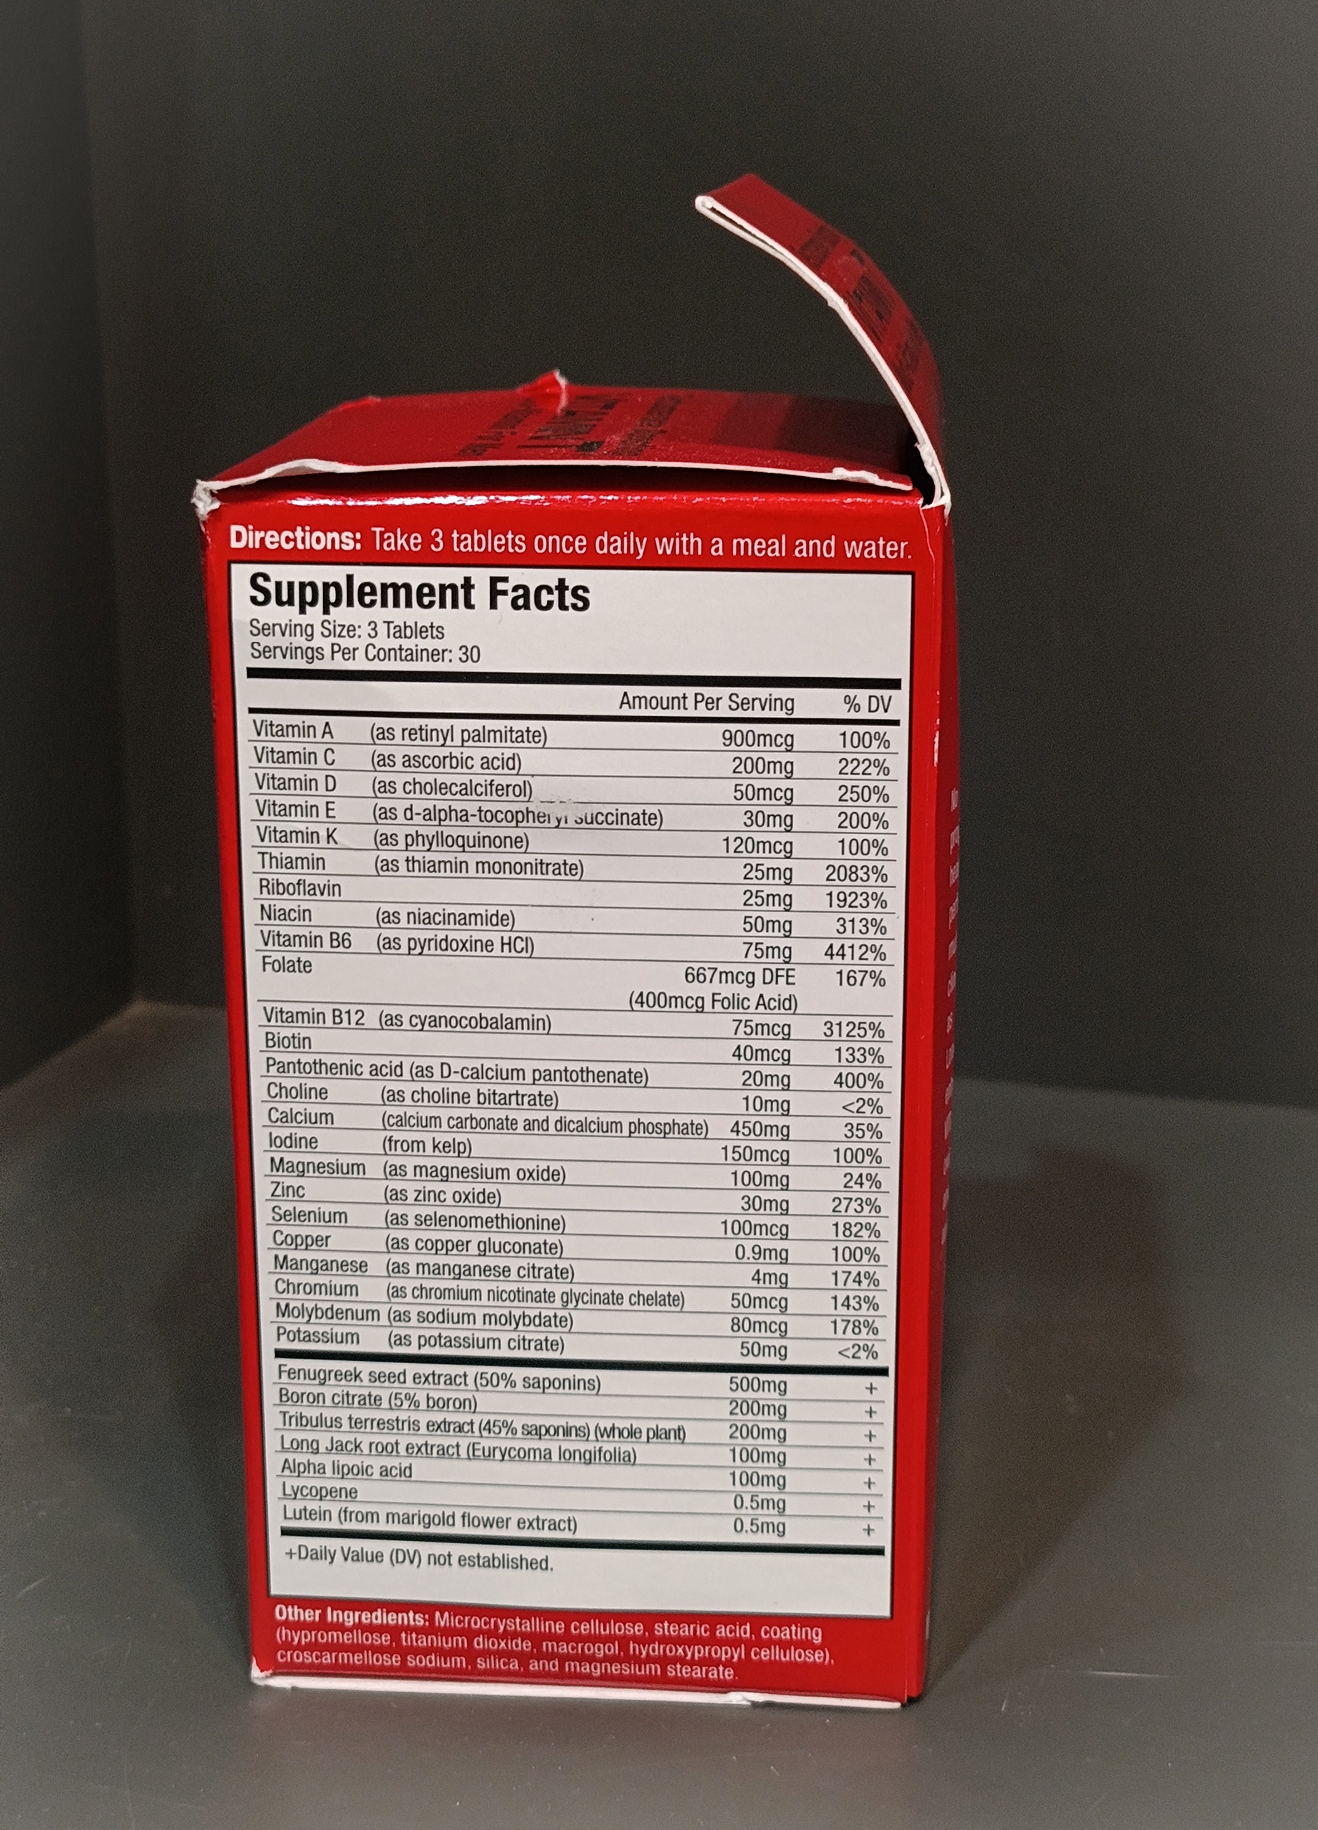 Directions: Take 3 tablets once daily with a meal and water.
Supplement Facts
Serving Size: 3 Tablets
Servings Per Container: 30
Amount Per Serving % DV
Vitamin A (as retinyl palmitate) 900mcg 100%
Vitamin C (as ascorbic acid) 200mg 222%
Vitamin D (as cholecalciferol) 50mcg 250%
Vitamin E (as d-alpha-tocopheryl succinate) 30mg 200%
Vitamin K (as phylloquinone) 120mcg 100%
Thiamin (as thiamin mononitrate) 25mg 2083%
Riboflavin 25mg 1923%
Niacin (as niacinamide) 50mg 313%
Vitamin B6 (as pyridoxine HCl) 75mg 4412%
Folate 667mcg DFE 167%
(400mcg Folic Acid)
Vitamin B12 (as cyanocobalamin) 75mcg 3125%
Biotin 40mcg 133%
Pantothenic acid (as D-calcium pantothenate) 20mg 400%
Choline (as choline bitartrate) 10mg <2%
Calcium (calcium carbonate and dicalcium phosphate) 450mg 35%
Iodine (from kelp) 150mcg 100%
Magnesium (as magnesium oxide) 100mg 24%
Zinc (as zinc oxide) 30mg 273%
Selenium (as selenomethionine) 100mcg 182%
Copper (as copper gluconate) 0.9mg 100%
Manganese (as manganese citrate) 4mg 174%
Chromium (as chromium nicotinate glycinate chelate) 50mcg 143%
Molybdenum (as sodium molybdate) 80mcg 178%
Potassium (as potassium citrate) 50mg <2%
Fenugreek seed extract (50% saponins) 500mg +
Boron citrate (5% boron) 200mg +
Tribulus terrestris extract (45% saponins) (whole plant) 200mg +
Long Jack root extract (Eurycoma longifolia) 100mg +
Alpha lipoic acid 100mg +
Lycopene 0.5mg +
Lutein (from marigold flower extract) 0.5mg +
+Daily Value (DV) not established.
Other Ingredients: Microcrystalline cellulose, stearic acid, coating
(hypromellose, titanium dioxide, macrogol, hydroxypropyl cellulose),
croscarmellose sodium, silica, and magnesium stearate.